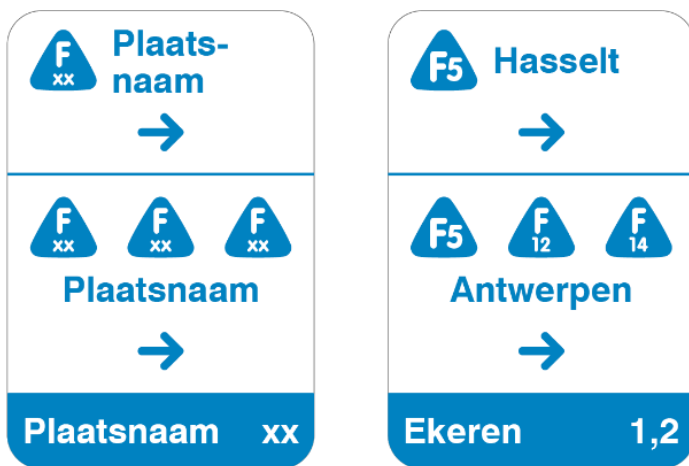 F
xx
Plaats-
naam
F
xx
F
xx
F
xx
Plaatsnaam
Plaatsnaam xx
F5 Hasselt
F5
F
12
F
14
Antwerpen
Ekeren 1,2